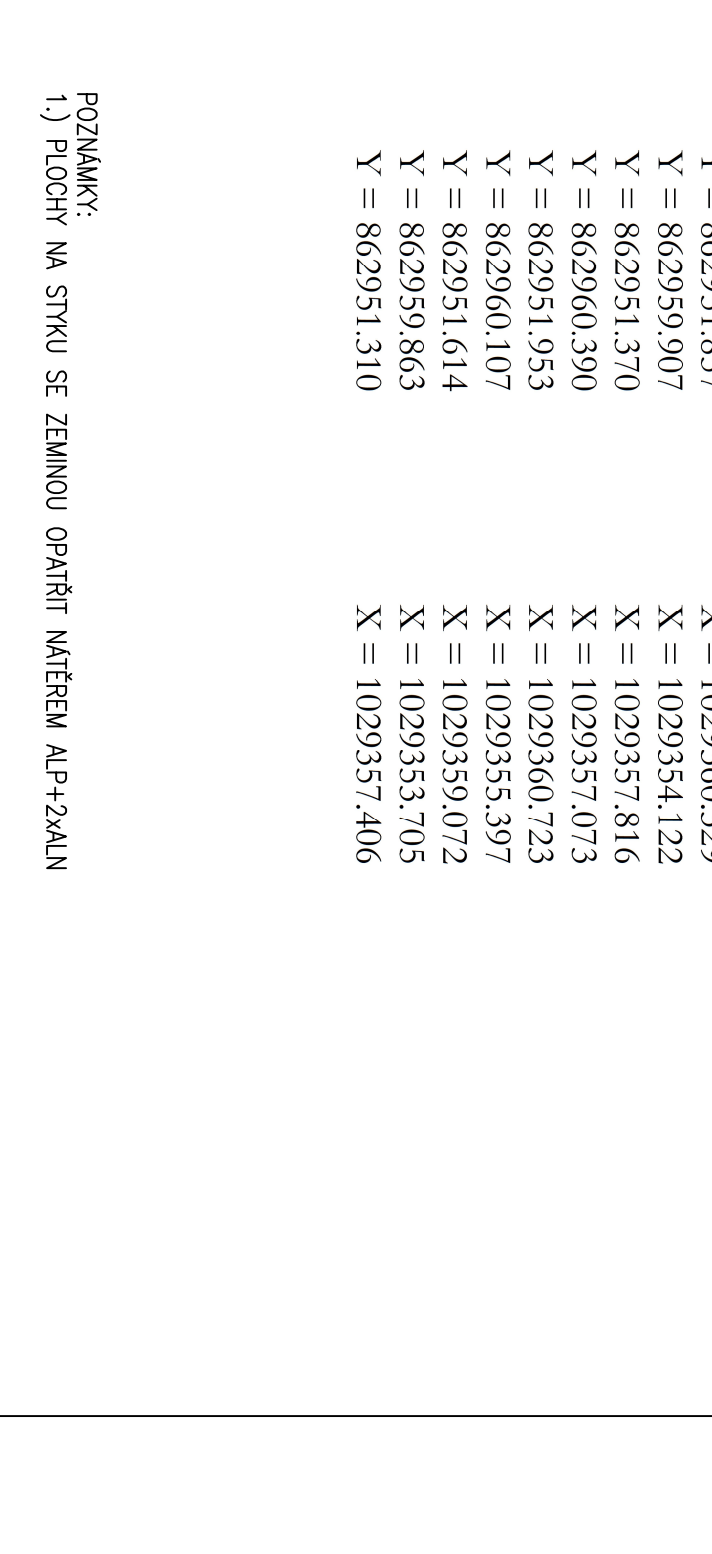 Y = 862959.907 X = 1029354.122
Y = 862951.370 X = 1029357.816
Y = 862960.390 X = 1029357.073
Y = 862951.953 X = 1029360.723
Y = 862960.107 X = 1029355.397
Y = 862951.614 X = 1029359.072
Y = 862959.863 X = 1029353.705
Y = 862951.310 X = 1029357.406
POZNÁMKY:
1.) PLOCHY NA STYKU SE ZEMINOU OPATŘIT NÁTĚREM ALP+2xALN